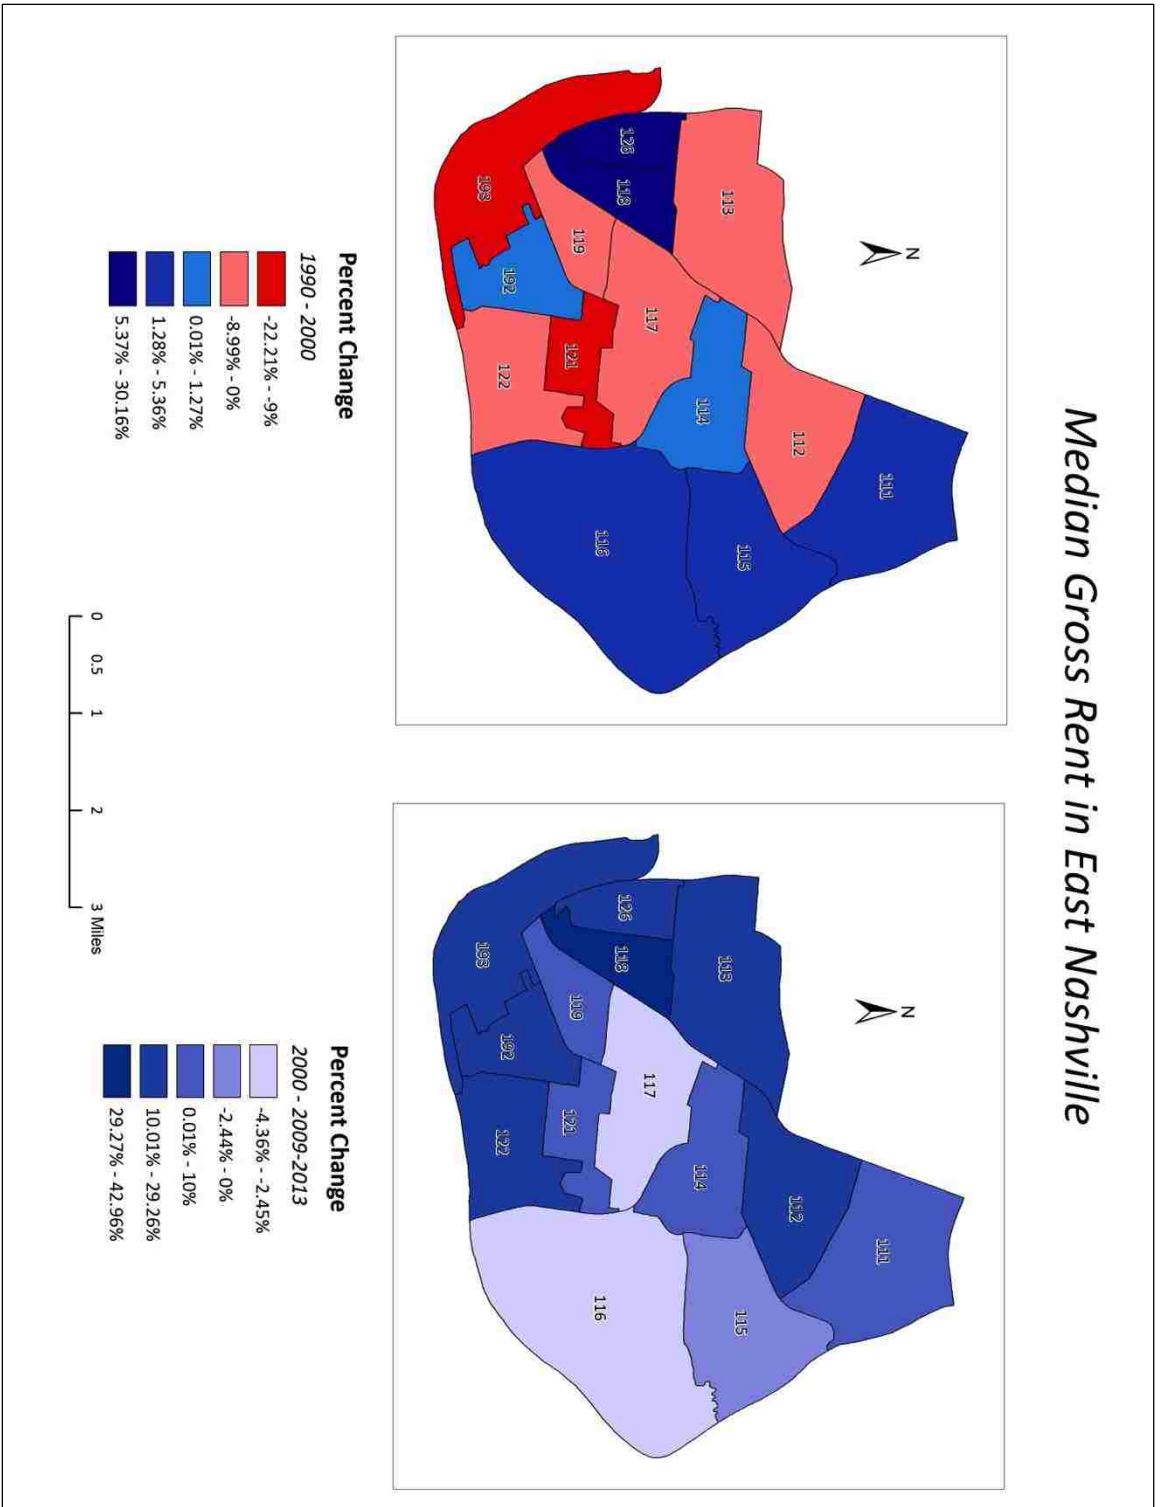 Median Gross Rent in East Nashville
N
113
126
118
112
111
119
117
114
193
192
121
115
122
116
N
113
126
118
112
111
119
117
114
193
192
121
115
122
116
Percent Change
1990 - 2000
-22.21% - -9%
-8.99% - 0%
0.01% - 1.27%
1.28% - 5.36%
5.37% - 30.16%
0 0.5 1 2 3 Miles
Percent Change
2000 - 2009-2013
-4.36% - -2.45%
-2.44% - 0%
0.01% - 10%
10.01% - 29.26%
29.27% - 42.96%